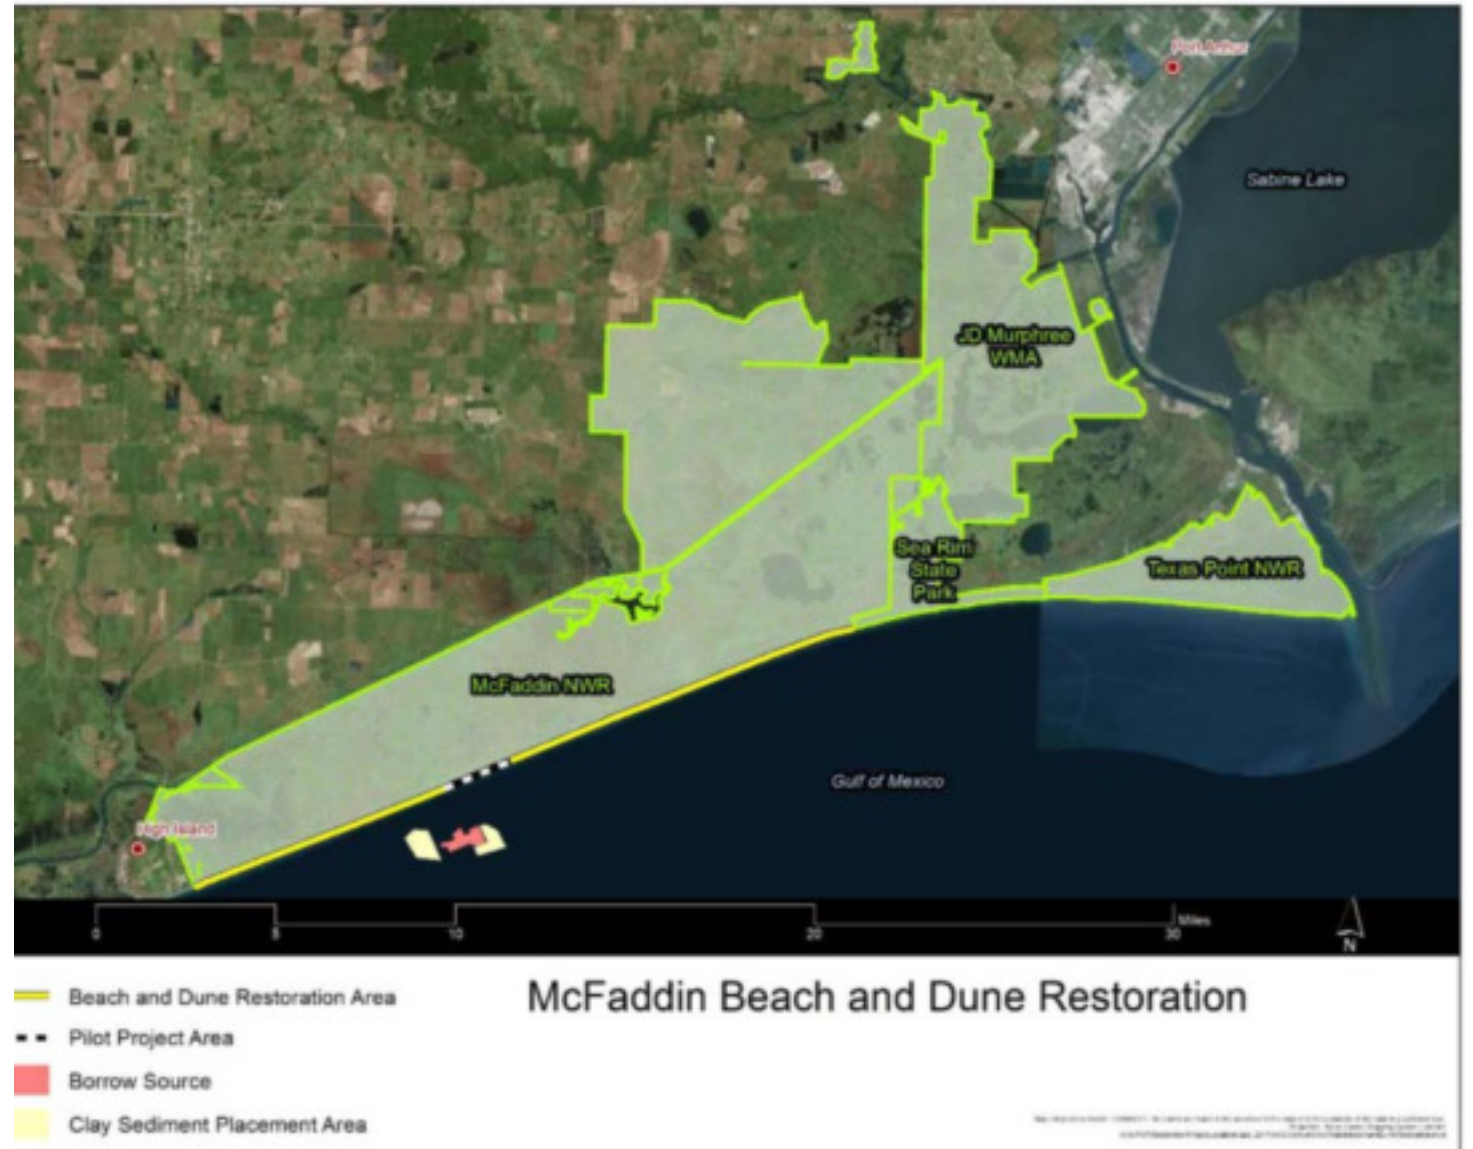 Port Arthur
Sabine Lake
JD Murphree
WMA
Sea Rim
State
Park
Texas Point NWR
McFaddin NWR
Gulf of Mexico
High Island
0 5 10 20 30 Miles
N
Beach and Dune Restoration Area
McFaddin Beach and Dune Restoration
Pilot Project Area
Borrow Source
Clay Sediment Placement Area